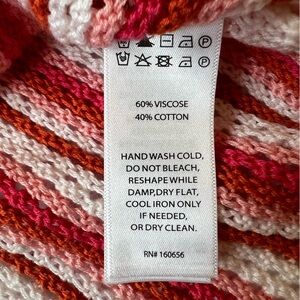 60% VISCOSE
40% COTTON
HAND WASH COLD,
DO NOT BLEACH,
RESHAPE WHILE
DAMP,DRY FLAT,
COOL IRON ONLY
IF NEEDED,
OR DRY CLEAN.
RN# 160656